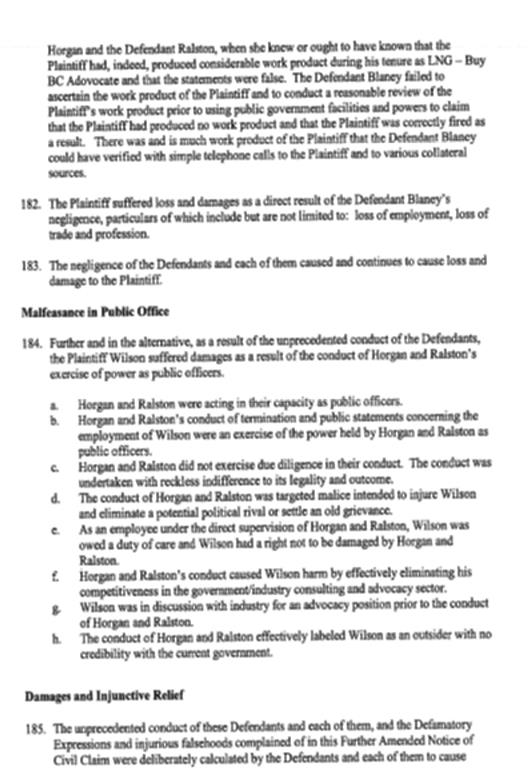 Horgan and the Defendant Ralston, when she knew or ought to have known that the
Plaintiff had, indeed, produced considerable work product during his tenure as LNG – Buy
BC Adovocate and that the statements were false. The Defendant Blaney failed to
ascertain the work product of the Plaintiff and to conduct a reasonable review of the
Plaintiff's work product prior to using public government facilities and powers to claim
that the Plaintiff had produced no work product and that the Plaintiff was correctly fired as
a result. There was and is much work product of the Plaintiff that the Defendant Blaney
could have verified with simple telephone calls to the Plaintiff and to various collateral
sources.
182. The Plaintiff suffered loss and damages as a direct result of the Defendant Blaney's
negligence, particulars of which include but are not limited to: loss of employment, loss of
trade and profession.
183. The negligence of the Defendants and each of them caused and continues to cause loss and
damage to the Plaintiff.
Malfeasance in Public Office
184. Further and in the alternative, as a result of the unprecedented conduct of the Defendants,
the Plaintiff Wilson suffered damages as a result of the conduct of Horgan and Ralston's
exercise of power as public officers.
a. Horgan and Ralston were acting in their capacity as public officers.
b. Horgan and Ralston's conduct of termination and public statements concerning the
employment of Wilson were an exercise of the power held by Horgan and Ralston as
public officers.
c. Horgan and Ralston did not exercise due diligence in their conduct. The conduct was
undertaken with reckless indifference to its legality and outcome.
d. The conduct of Horgan and Ralston was targeted malice intended to injure Wilson
and eliminate a potential political rival or settle an old grievance.
e. As an employee under the direct supervision of Horgan and Ralston, Wilson was
owed a duty of care and Wilson had a right not to be damaged by Horgan and
Ralston.
f. Horgan and Ralston's conduct caused Wilson harm by effectively eliminating his
competitiveness in the government/industry consulting and advocacy sector.
g. Wilson was in discussion with industry for an advocacy position prior to the conduct
of Horgan and Ralston.
h. The conduct of Horgan and Ralston effectively labeled Wilson as an outsider with no
credibility with the current government.
Damages and Injunctive Relief
185. The unprecedented conduct of these Defendants and each of them, and the Defamatory
Expressions and injurious falsehoods complained of in this Further Amended Notice of
Civil Claim were deliberately calculated by the Defendants and each of them to cause